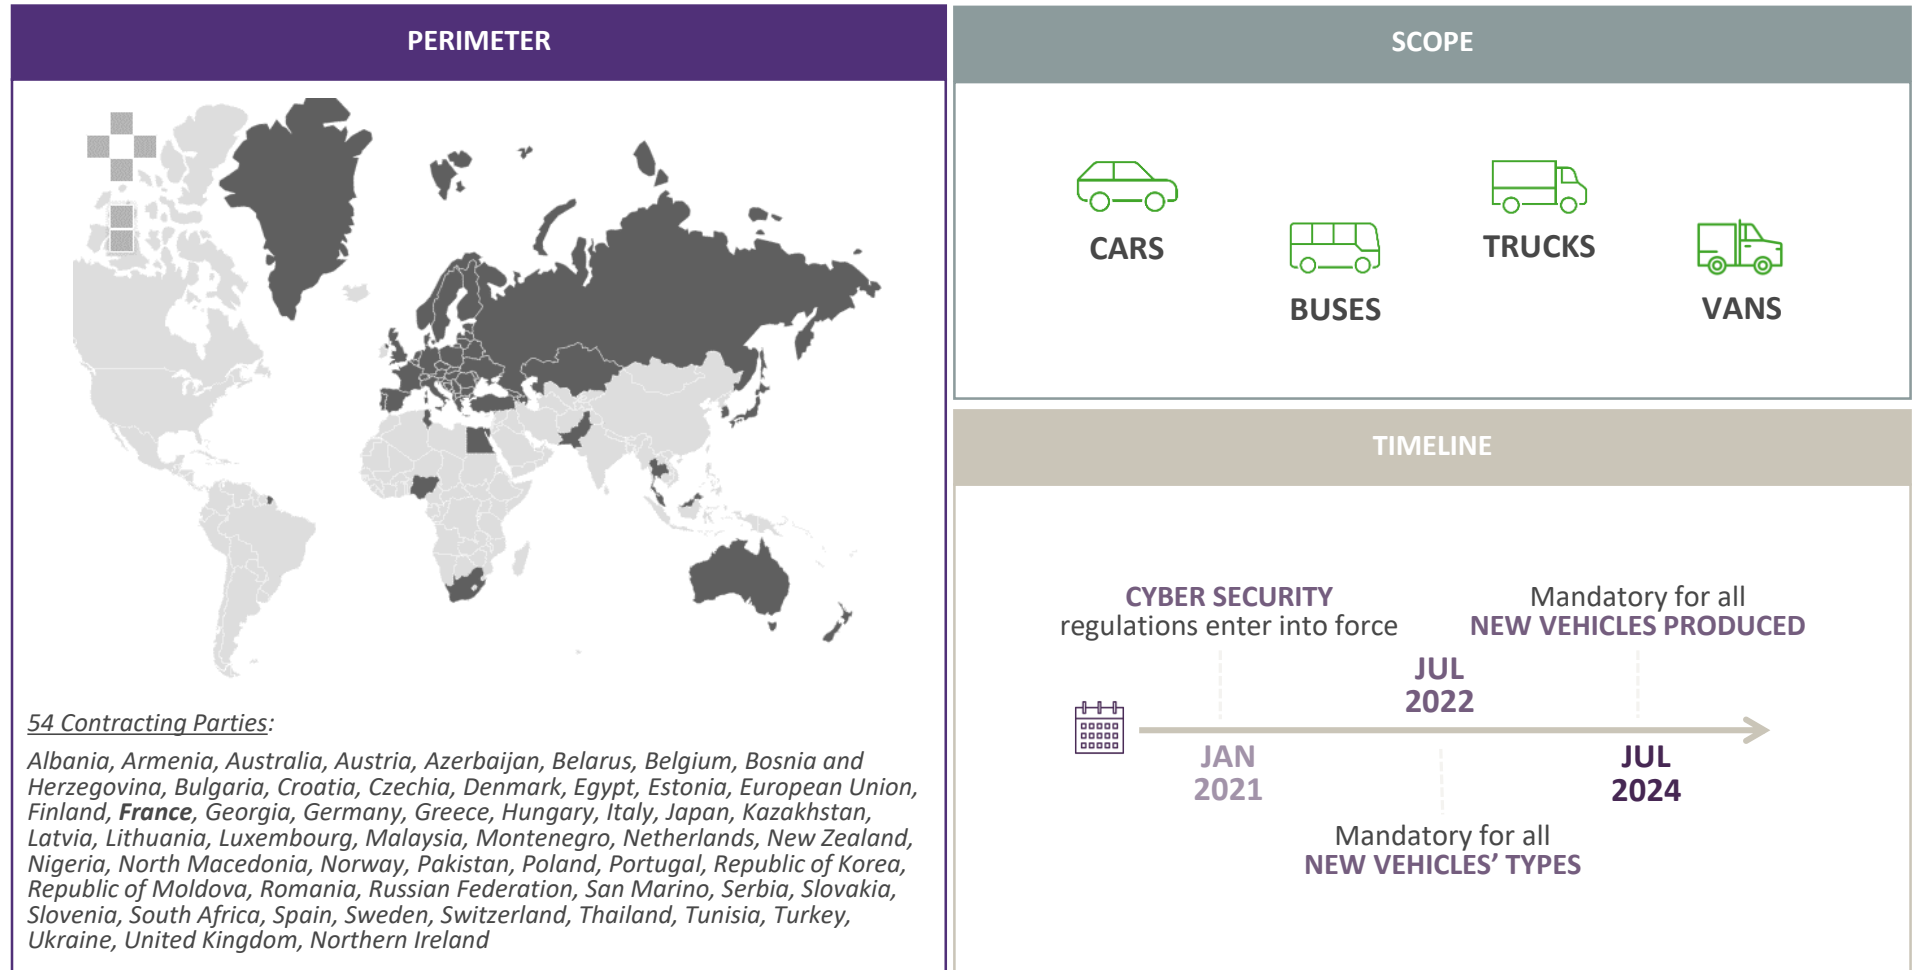 PERIMETER
54 Contracting Parties:
Albania, Armenia, Australia, Austria, Azerbaijan, Belarus, Belgium, Bosnia and
Herzegovina, Bulgaria, Croatia, Czechia, Denmark, Egypt, Estonia, European Union,
Finland, France, Georgia, Germany, Greece, Hungary, Italy, Japan, Kazakhstan,
Latvia, Lithuania, Luxembourg, Malaysia, Montenegro, Netherlands, New Zealand,
Nigeria, North Macedonia, Norway, Pakistan, Poland, Portugal, Republic of Korea,
Republic of Moldova, Romania, Russian Federation, San Marino, Serbia, Slovakia,
Slovenia, South Africa, Spain, Sweden, Switzerland, Thailand, Tunisia, Turkey,
Ukraine, United Kingdom, Northern Ireland
SCOPE
CARS
BUSES
TRUCKS
VANS
TIMELINE
CYBER SECURITY
regulations enter into force
JAN
2021
JUL
2022
Mandatory for all
NEW VEHICLES' TYPES
Mandatory for all
NEW VEHICLES PRODUCED
JUL
2024